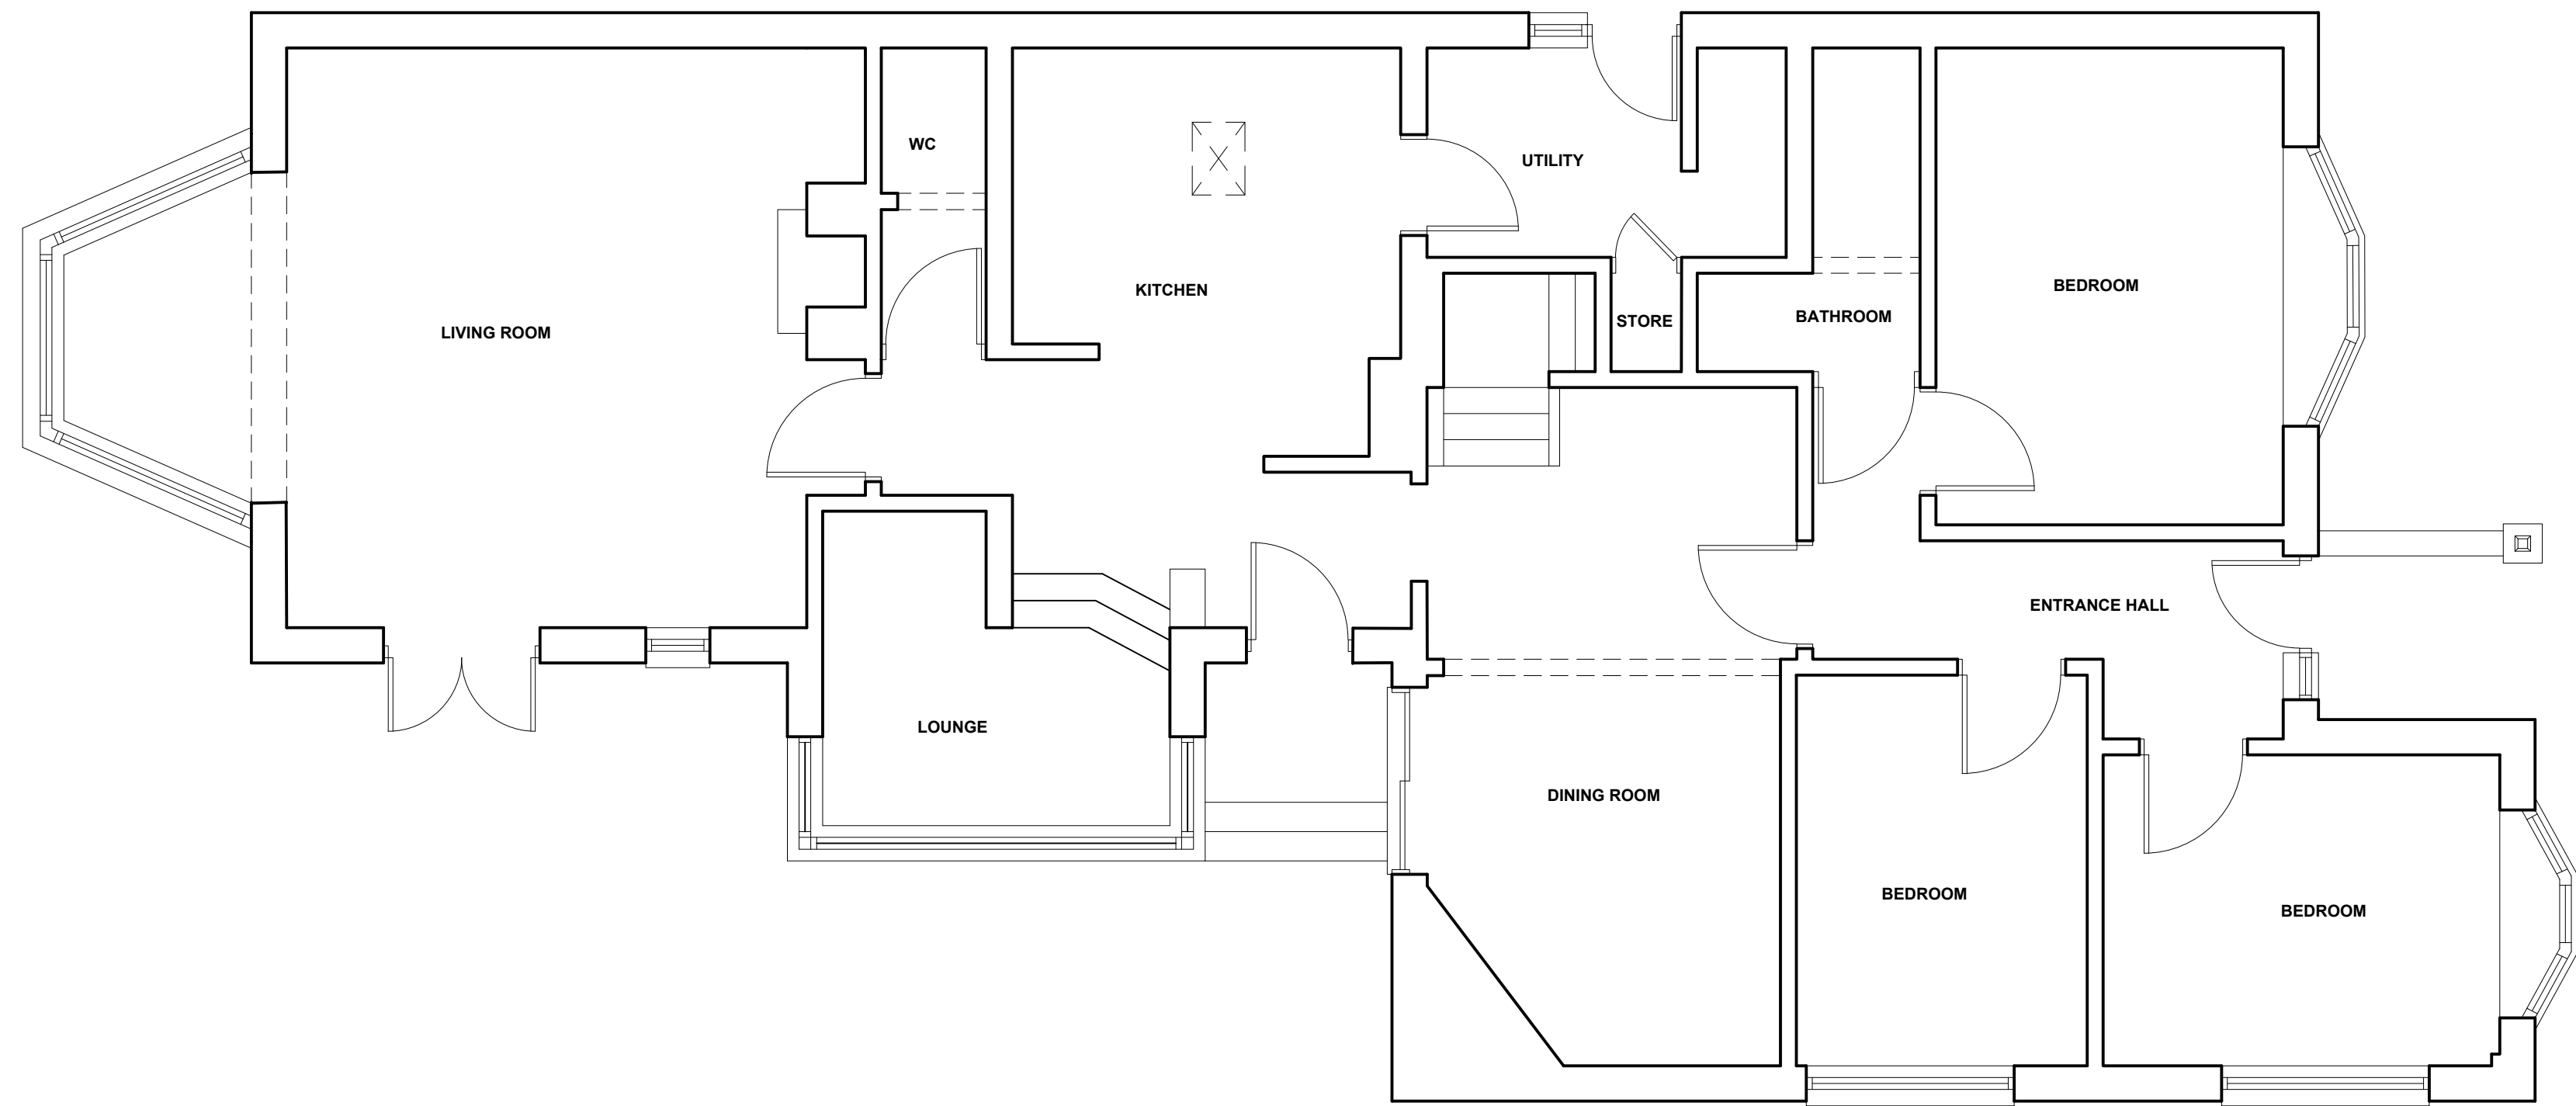 WC
UTILITY
KITCHEN
BEDROOM
LIVING ROOM
STORE
BATHROOM
ENTRANCE HALL
LOUNGE
DINING ROOM
BEDROOM
BEDROOM